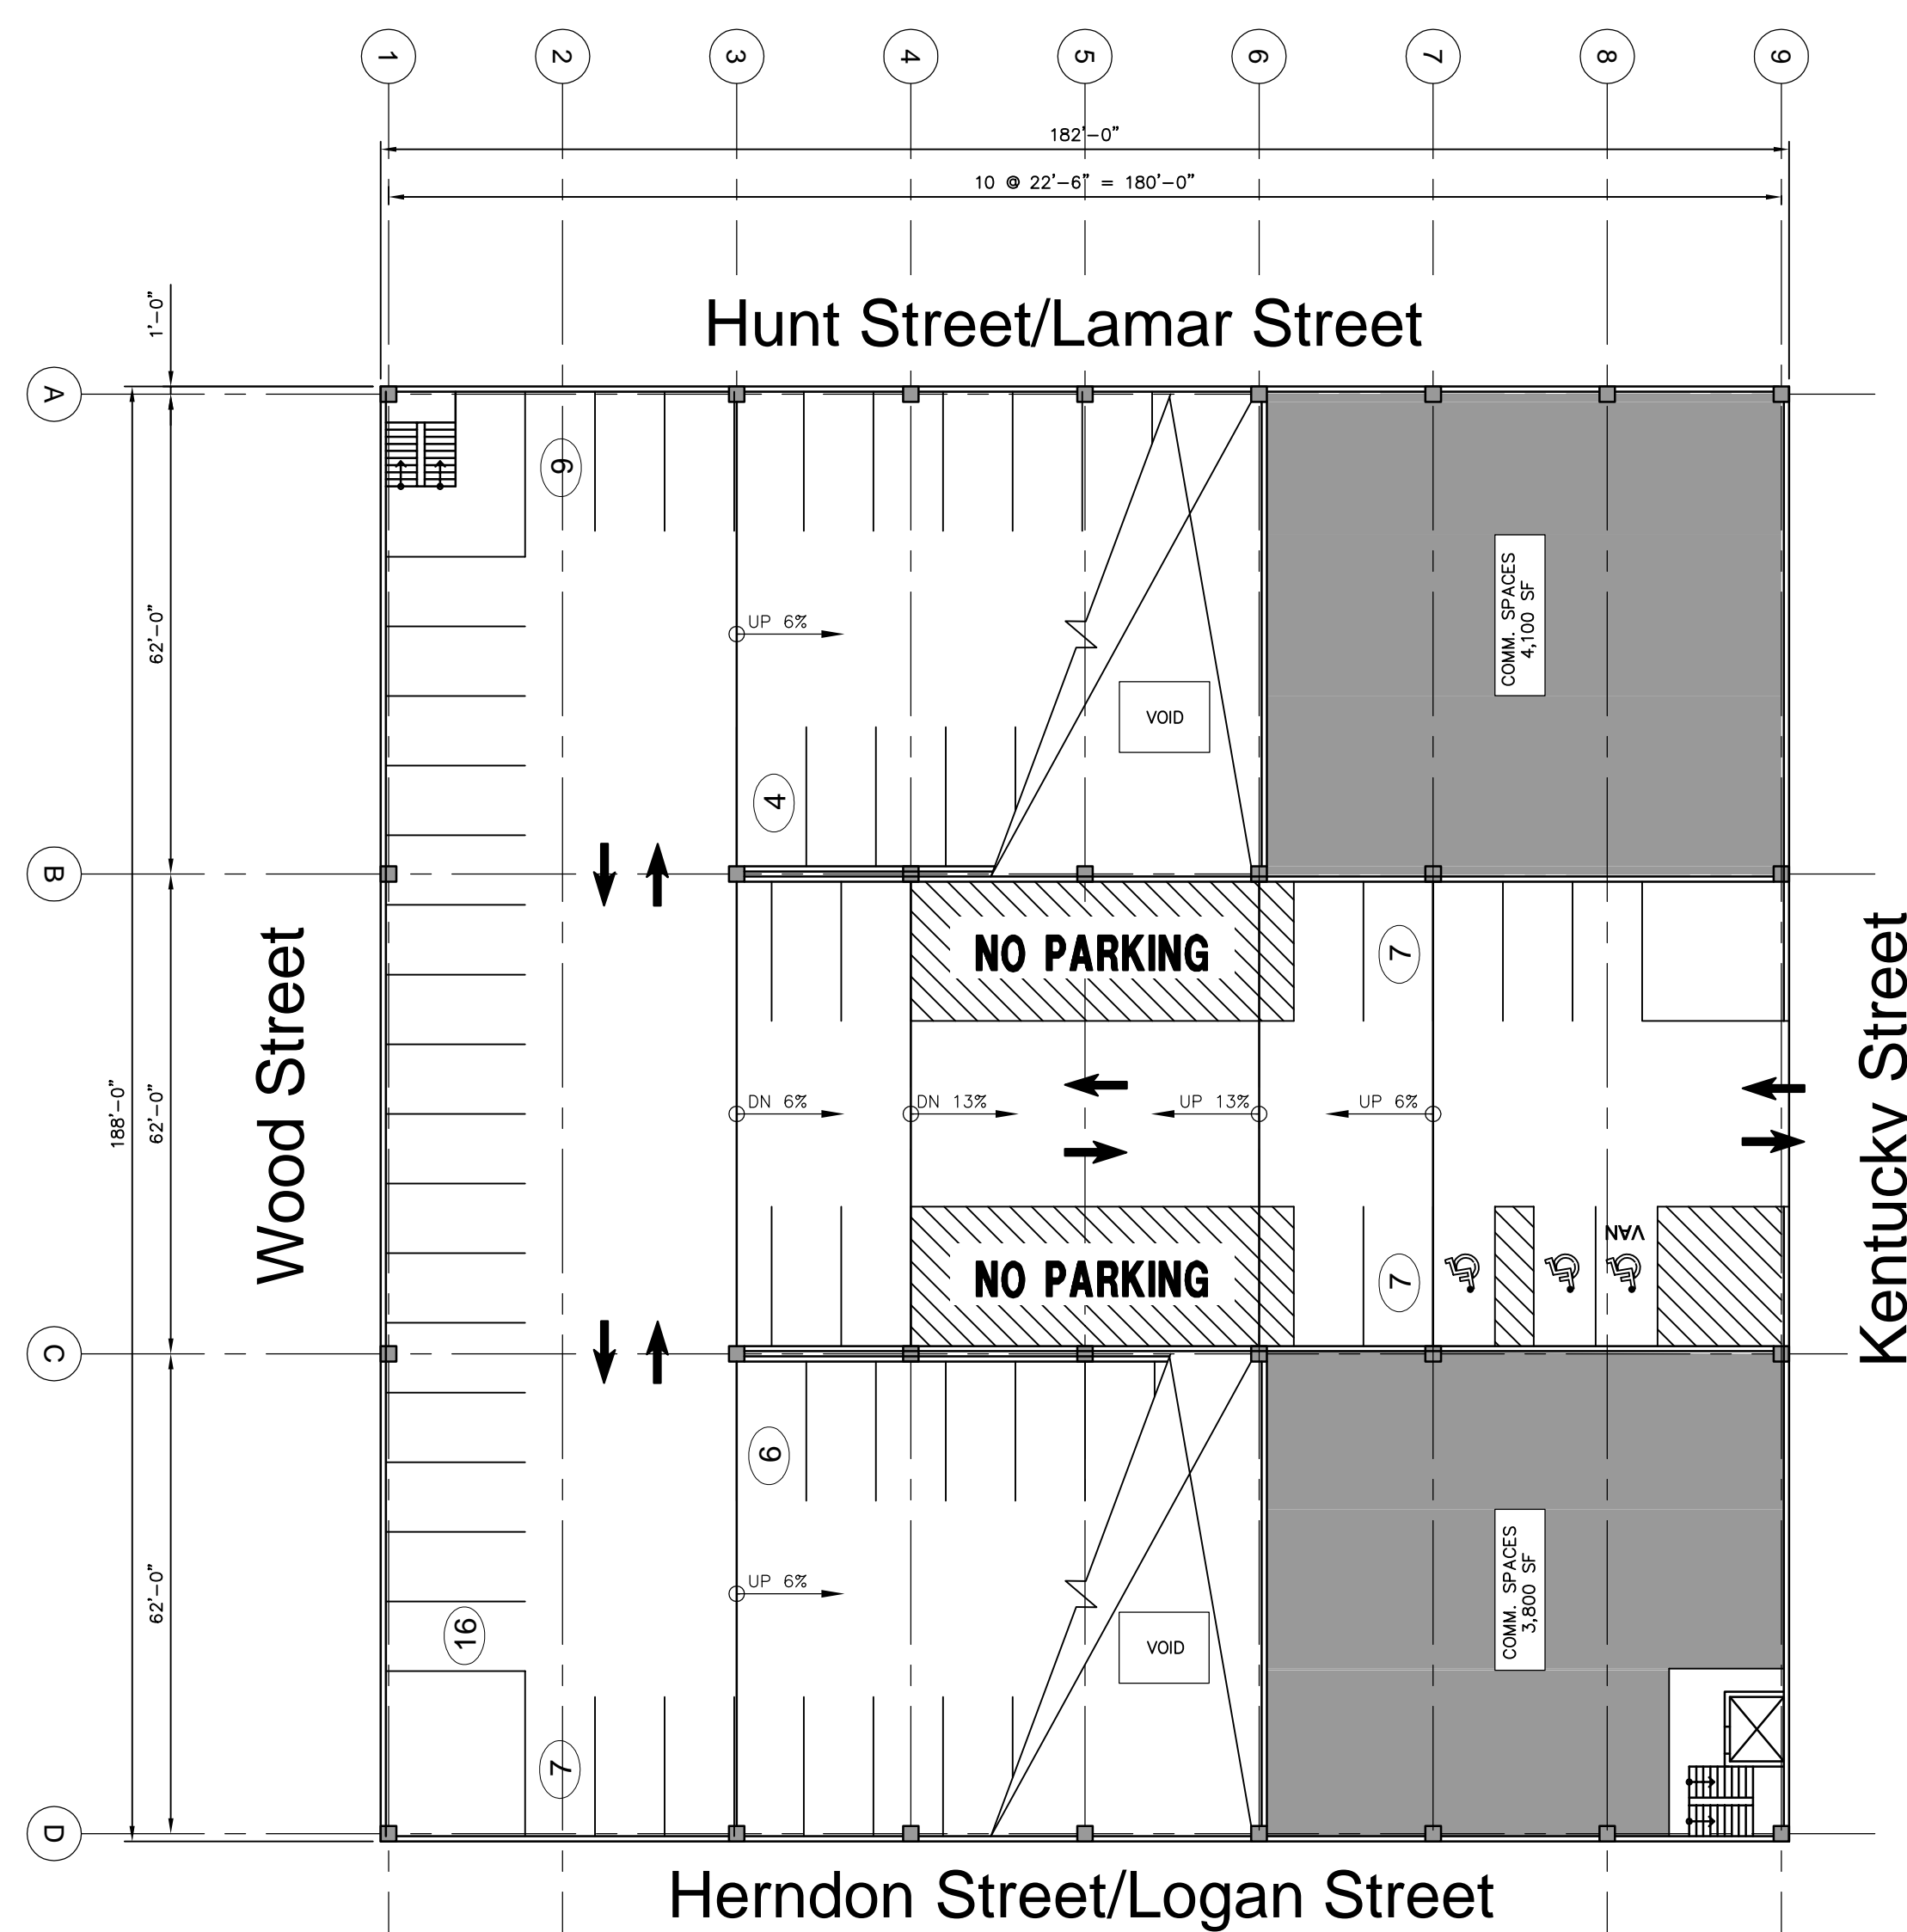 1
2
3
4
5
6
7
8
9
182'-0"
10 @ 22'-6" = 180'-0"
1'-0"
Hunt Street/Lamar Street
A
6
62'-0"
UP 6%
COMM. SPACES
4,100 SF
VOID
4
B
NO PARKING
7
Wood Street
Kentucky Street
188'-0"
62'-0"
DN 6%
DN 13%
UP 13%
UP 6%
VAN
NO PARKING
7
C
6
62'-0"
UP 6%
COMM. SPACES
3,800 SF
VOID
16
7
D
Herndon Street/Logan Street